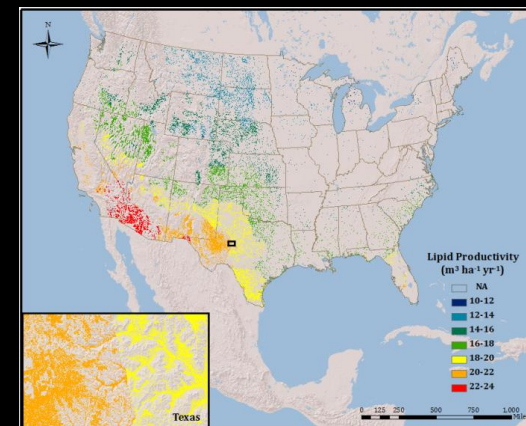 N
Lipid Productivity
(m³ ha⁻¹ yr⁻¹)
NA
10-12
12-14
14-16
16-18
18-20
20-22
22-24
Texas
0 125 250 500 750 1,000
Miles